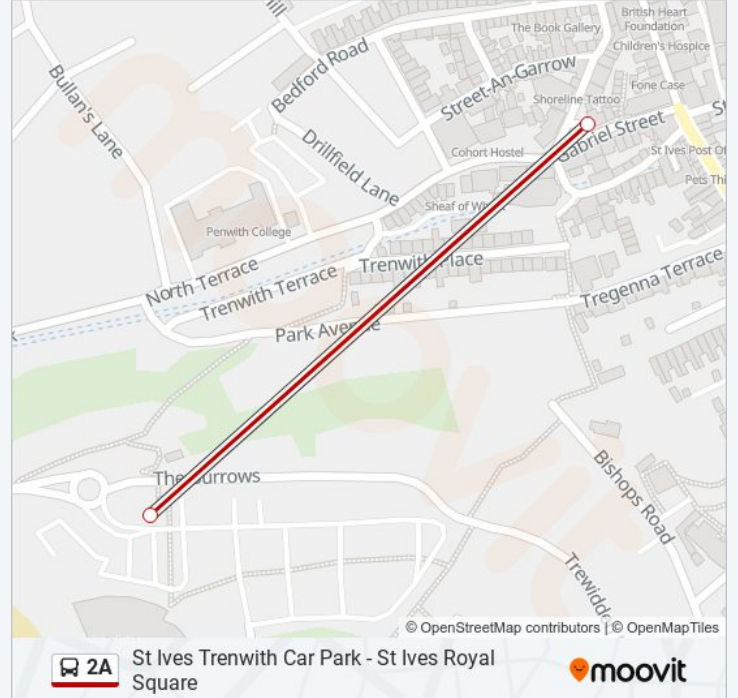 British Heart
Foundation
The Book Gallery
Children's Hospice
Bedford Road
Street-An-Garrow
Bullan's Lane
Fone Case
Shoreline Tattoo
Gabriel Street
Drillfield Lane
Cohort Hostel
St Ives Post Of
Pets Thi
Sheaf of W
Penwith College
North Terrace
Trenwith Place
Trenwith Terrace
Tregenna Terrace
Park Avenue
The Burrows
Bishops Road
Trewidd
© OpenStreetMap contributors | © OpenMapTiles
2A
St Ives Trenwith Car Park - St Ives Royal
Square
moovit